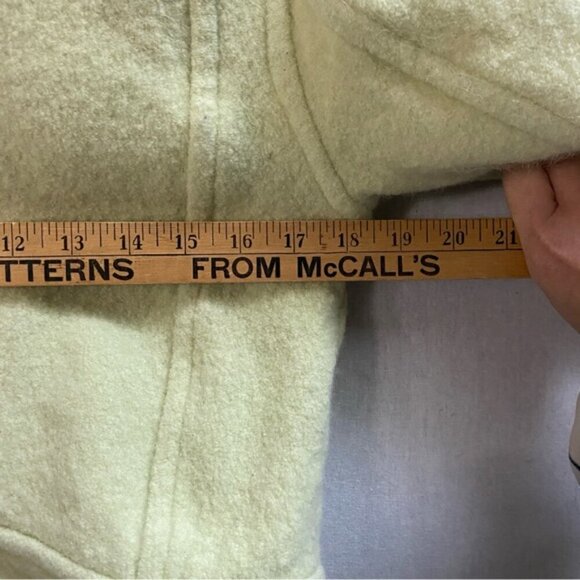 12 13 14 15 16 17 18 19 20 21
TTERNS FROM McCALL'S